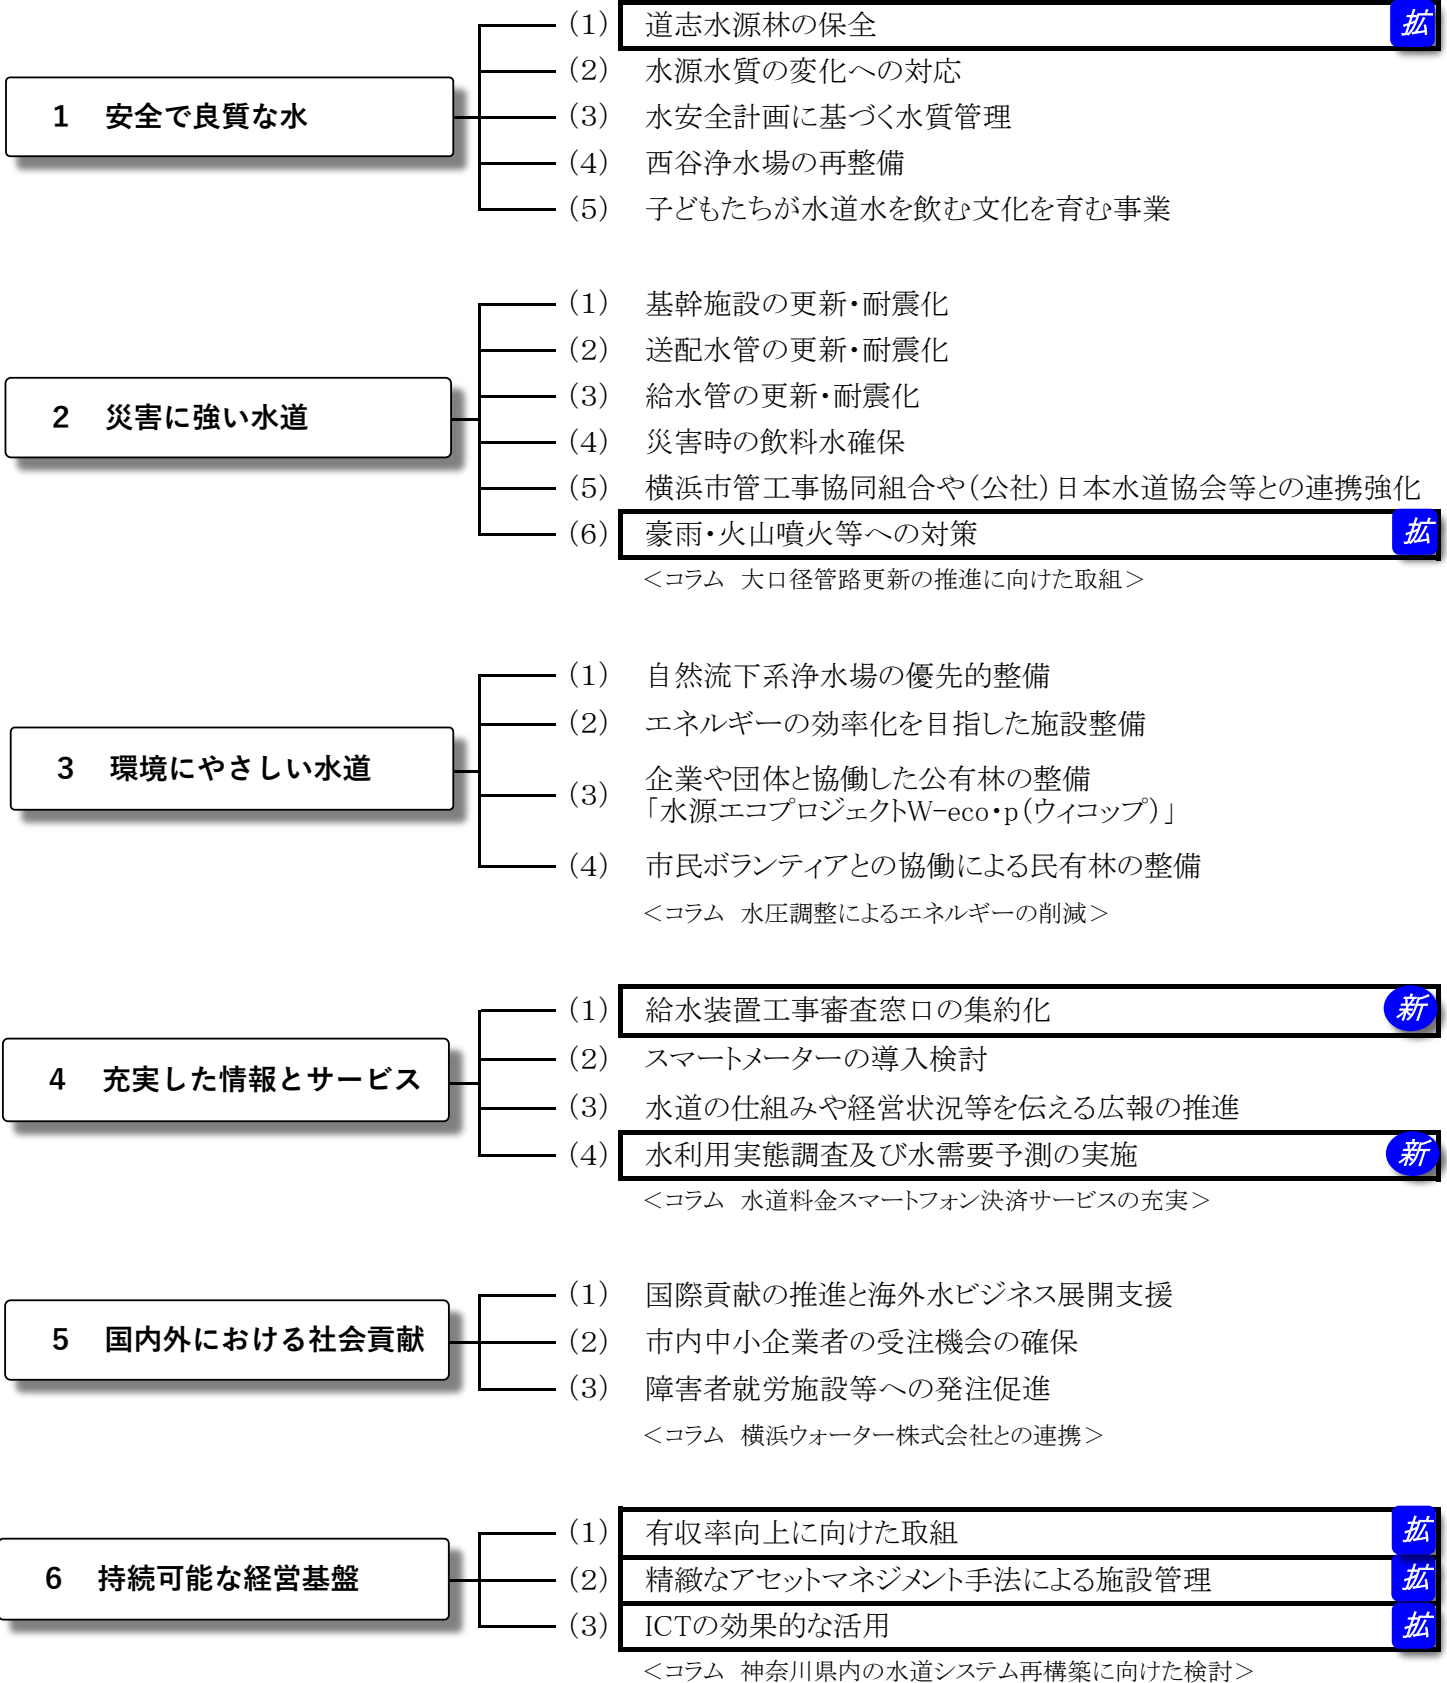 1 安全で良質な水
(1) 道志水源林の保全 拡
(2) 水源水質の変化への対応
(3) 水安全計画に基づく水質管理
(4) 西谷浄水場の再整備
(5) 子どもたちが水道水を飲む文化を育む事業
2 災害に強い水道
(1) 基幹施設の更新・耐震化
(2) 送配水管の更新・耐震化
(3) 給水管の更新・耐震化
(4) 災害時の飲料水確保
(5) 横浜市管工事協同組合や(公社)日本水道協会等との連携強化
(6) 豪雨・火山噴火等への対策 拡
<コラム 大口径管路更新の推進に向けた取組>
3 環境にやさしい水道
(1) 自然流下系浄水場の優先的整備
(2) エネルギーの効率化を目指した施設整備
(3) 企業や団体と協働した公有林の整備
「水源エコプロジェクトW-eco・p(ウィコップ)」
(4) 市民ボランティアとの協働による民有林の整備
<コラム 水圧調整によるエネルギーの削減>
4 充実した情報とサービス
(1) 給水装置工事審査窓口の集約化 新
(2) スマートメーターの導入検討
(3) 水道の仕組みや経営状況等を伝える広報の推進
(4) 水利用実態調査及び水需要予測の実施 新
<コラム 水道料金スマートフォン決済サービスの充実>
5 国内外における社会貢献
(1) 国際貢献の推進と海外水ビジネス展開支援
(2) 市内中小企業者の受注機会の確保
(3) 障害者就労施設等への発注促進
<コラム 横浜ウォーター株式会社との連携>
6 持続可能な経営基盤
(1) 有収率向上に向けた取組 拡
(2) 精緻なアセットマネジメント手法による施設管理 拡
(3) ICTの効果的な活用 拡
<コラム 神奈川県内の水道システム再構築に向けた検討>